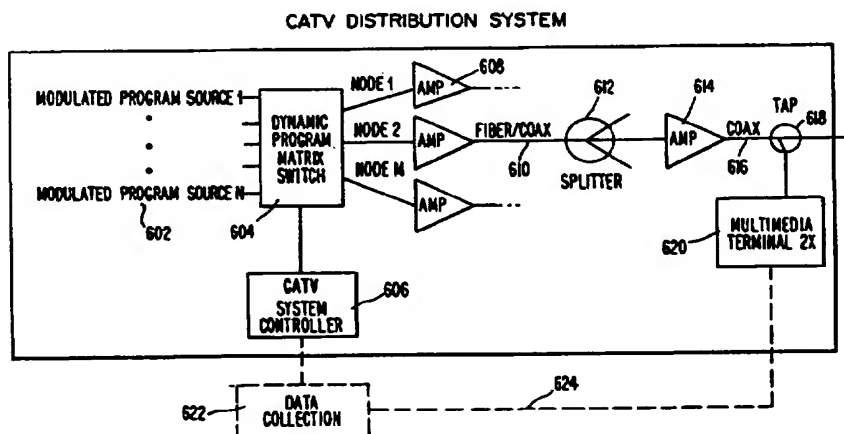 CATV DISTRIBUTION SYSTEM
MODULATED PROGRAM SOURCE 1
MODULATED PROGRAM SOURCE N
602
DYNAMIC
PROGRAM
MATRIX
SWITCH
604
NODE 1
NODE 2
NODE M
AMP
608
AMP
AMP
FIBER/COAX
610
612
SPLITTER
614
AMP
COAX
616
TAP
618
620
MULTIMEDIA
TERMINAL 2X
CATV
SYSTEM
CONTROLLER
606
622
DATA
COLLECTION
624